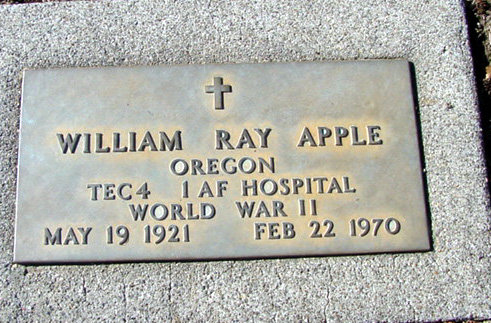 WILLIAM RAY APPLE
OREGON
TEC4 1 AF HOSPITAL
WORLD WAR II
MAY 19 1921 FEB 22 1970